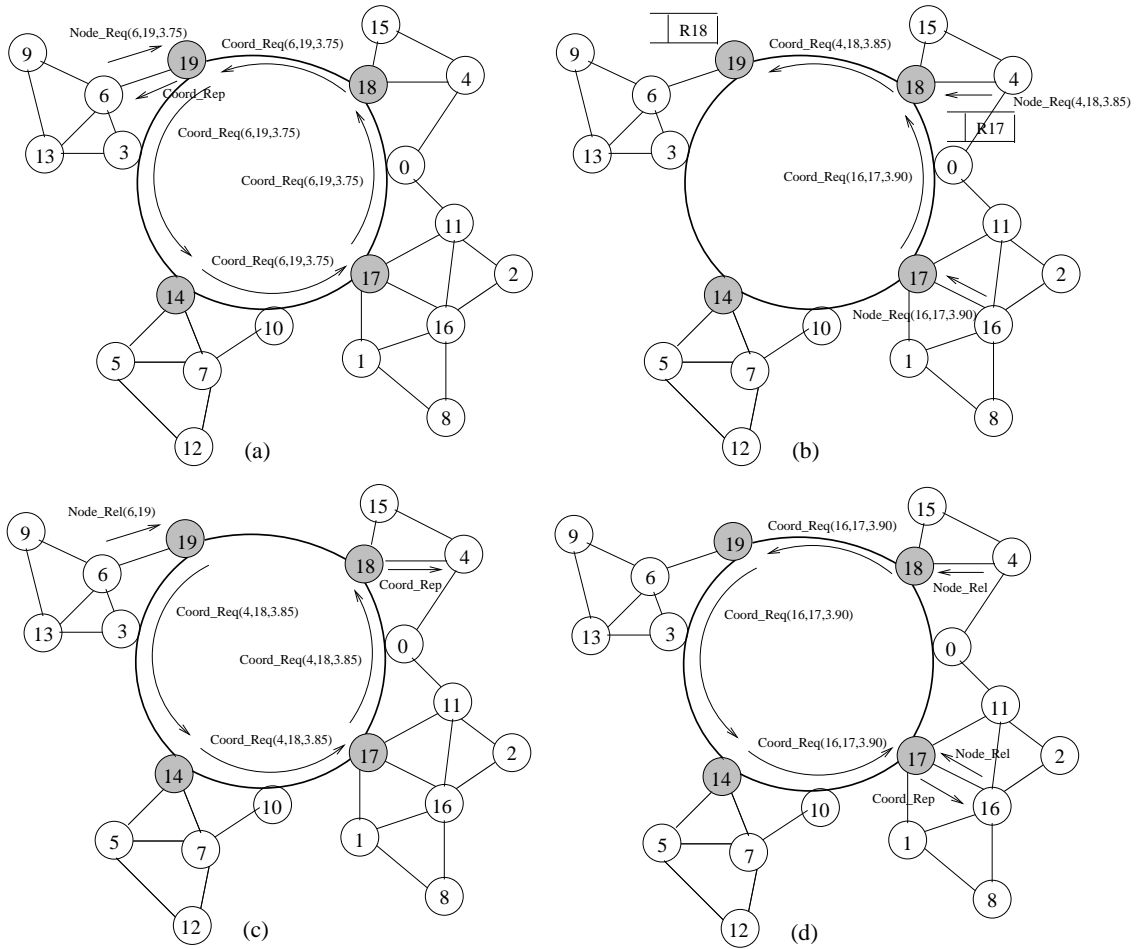 15
9
Node_Req(6,19,3.75)
19
Coord_Req(6,19,3.75)
4
6
Coord_Rep
18
13
3
Coord_Req(6,19,3.75)
0
Coord_Req(6,19,3.75)
11
Coord_Req(6,19,3.75)
17
2
14
10
16
5
7
1
8
12
(a)
R18
15
9
19
Coord_Req(4,18,3.85)
4
6
18
Node_Req(4,18,3.85)
R17
13
3
0
Coord_Req(16,17,3.90)
11
17
2
14
Node_Req(16,17,3.90)
10
16
5
7
1
8
12
(b)
15
9
Node_Rel(6,19)
19
4
6
18
Coord_Rep
13
3
Coord_Req(4,18,3.85)
0
Coord_Req(4,18,3.85)
11
Coord_Req(4,18,3.85)
17
2
14
10
16
5
7
1
8
12
(c)
15
9
19
Coord_Req(16,17,3.90)
4
6
18
Node_Rel
13
3
Coord_Req(16,17,3.90)
0
11
Coord_Req(16,17,3.90)
17
Node_Rel
2
14
Coord_Rep
10
16
5
7
1
8
12
(d)